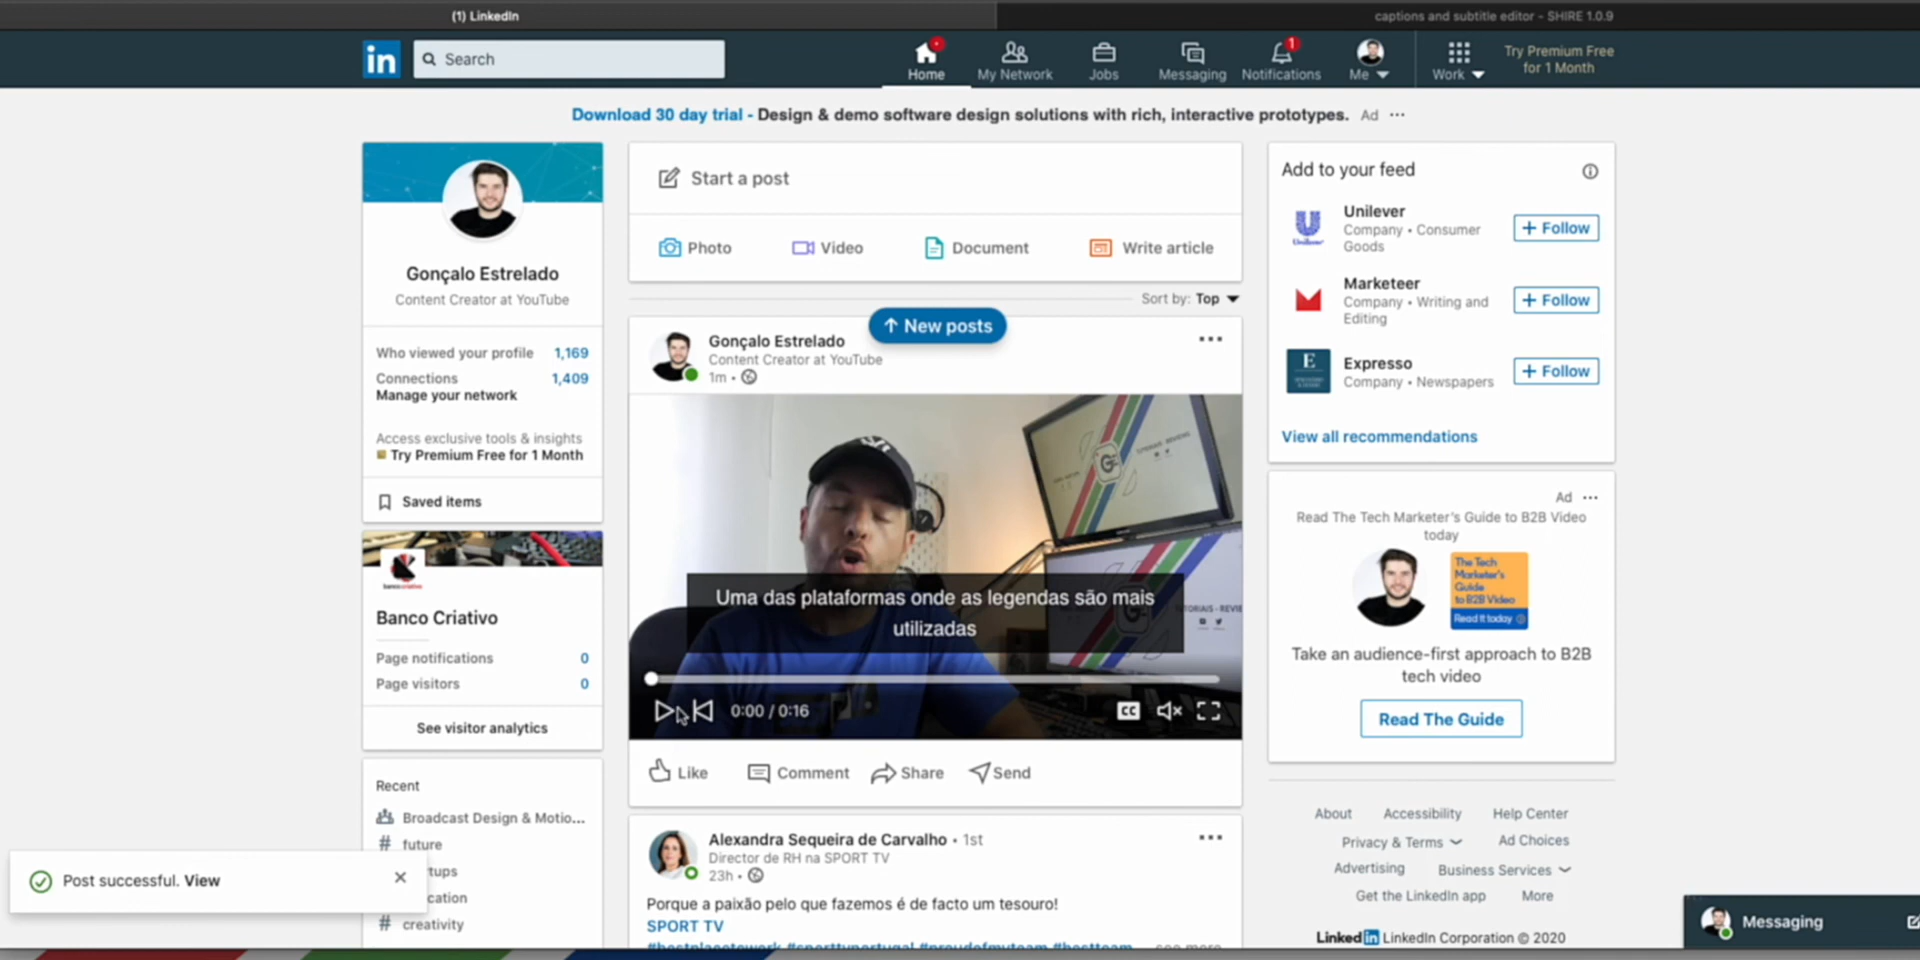 (1) LinkedIn
captions and subtitle editor - SHIRE 1.0.9
in
Search
Home
My Network
Jobs
Messaging
1
Notifications
Me
Work
Try Premium Free
for 1 Month
Download 30 day trial - Design & demo software design solutions with rich, interactive prototypes. Ad ···
Gonçalo Estrelado
Content Creator at YouTube
Who viewed your profile 1,169
Connections 1,409
Manage your network
Access exclusive tools & insights
Try Premium Free for 1 Month
Saved items
Banco Criativo
Page notifications 0
Page visitors 0
See visitor analytics
Recent
Broadcast Design & Motio...
# future
tups
cation
# creativity
Post successful. View
Start a post
Photo
Video
Document
Write article
Sort by: Top
New posts
Gonçalo Estrelado
Content Creator at YouTube
1m •
Uma das plataformas onde as legendas são mais
utilizadas
0:00 / 0:16
CC
Like
Comment
Share
Send
Alexandra Sequeira de Carvalho • 1st
Director de RH na SPORT TV
23h •
Porque a paixão pelo que fazemos é de facto um tesouro!
SPORT TV
#bestplacetowork #sporttvportugal #proudofmyteam #bestteam
...see more
Add to your feed
Unilever
Company • Consumer
Goods
+ Follow
Marketeer
Company • Writing and
Editing
+ Follow
E
Expresso
Company • Newspapers
+ Follow
View all recommendations
Ad ···
Read The Tech Marketer's Guide to B2B Video
today
The Tech
Marketer's
Guide
to B2B Video
Read it today
Take an audience-first approach to B2B
tech video
Read The Guide
About
Accessibility
Help Center
Privacy & Terms
Ad Choices
Advertising
Business Services
Get the LinkedIn app
More
LinkedIn LinkedIn Corporation © 2020
Messaging